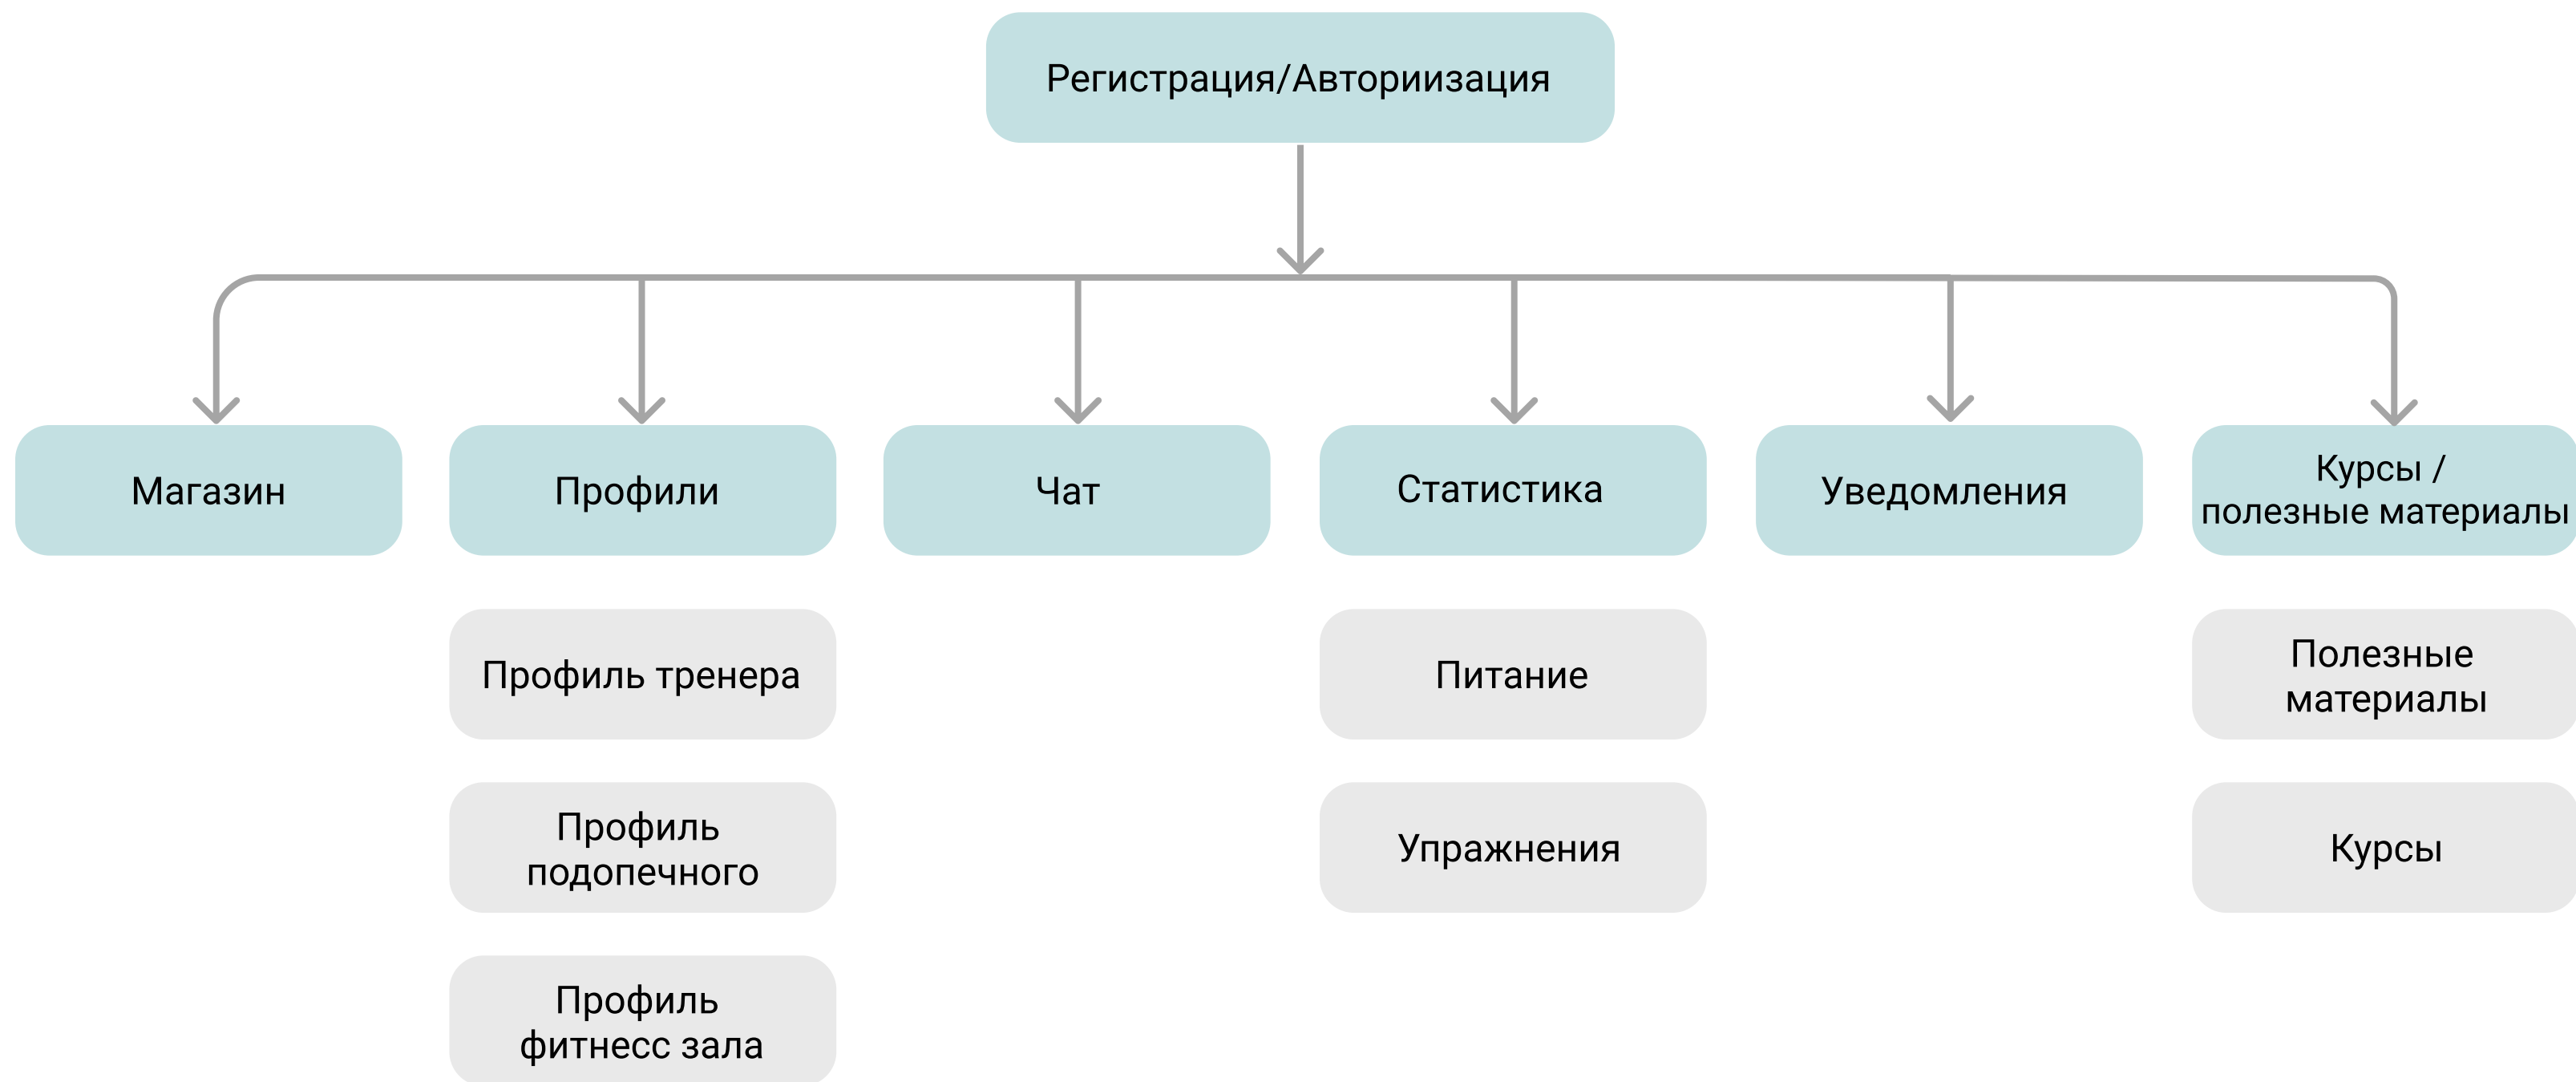 Регистрация/Авториизация
Магазин
Профили
Чат
Статистика
Уведомления
Курсы /
полезные материалы
Профиль тренера
Питание
Полезные
материалы
Профиль
подопечного
Упражнения
Курсы
Профиль
фитнесс зала